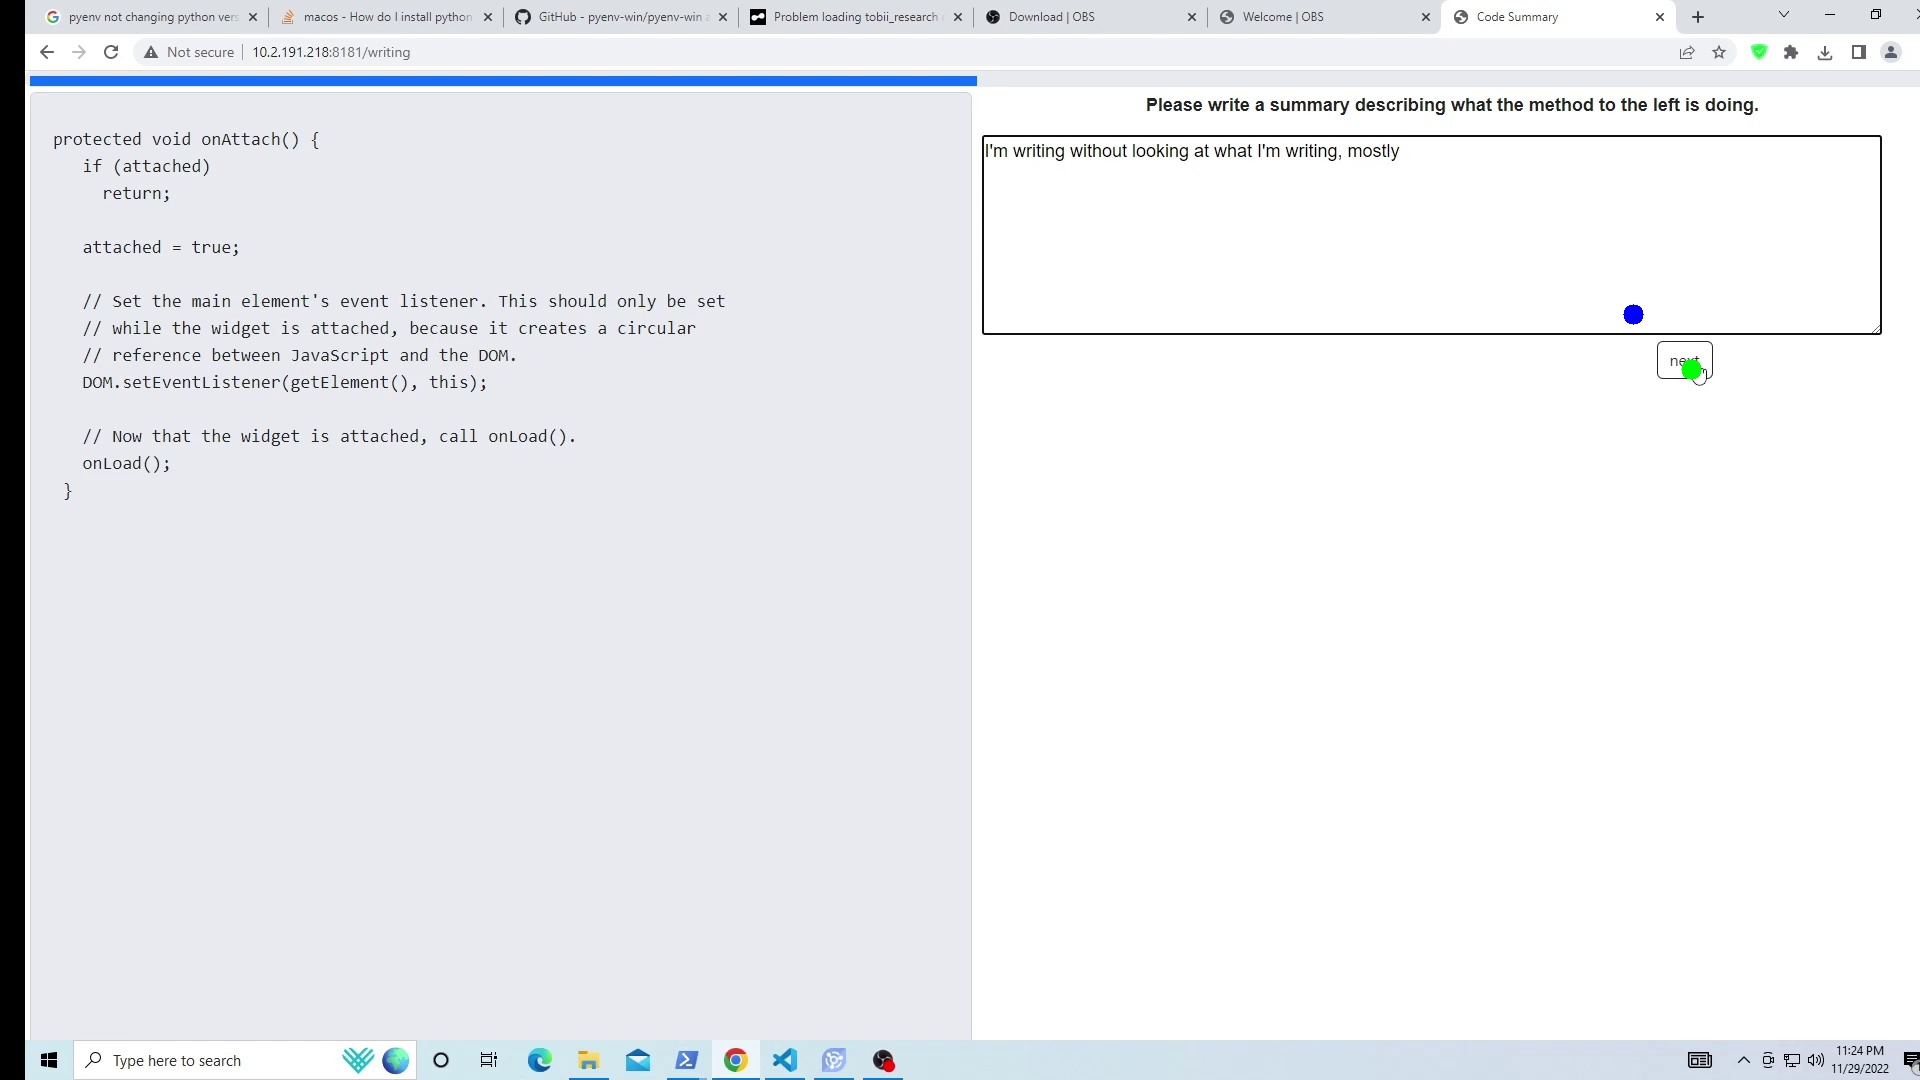 pyenv not changing python vers
macos - How do I install python
GitHub - pyenv-win/pyenv-win
Problem loading tobii_research
Download | OBS
Welcome | OBS
Code Summary
Not secure
10.2.191.218:8181/writing
Please write a summary describing what the method to the left is doing.
protected void onAttach() {
if (attached)
return;
attached = true;
// Set the main element's event listener. This should only be set
// while the widget is attached, because it creates a circular
// reference between JavaScript and the DOM.
DOM.setEventListener(getElement(), this);
// Now that the widget is attached, call onLoad().
onLoad();
}
I'm writing without looking at what I'm writing, mostly
next
Type here to search
11:24 PM
11/29/2022